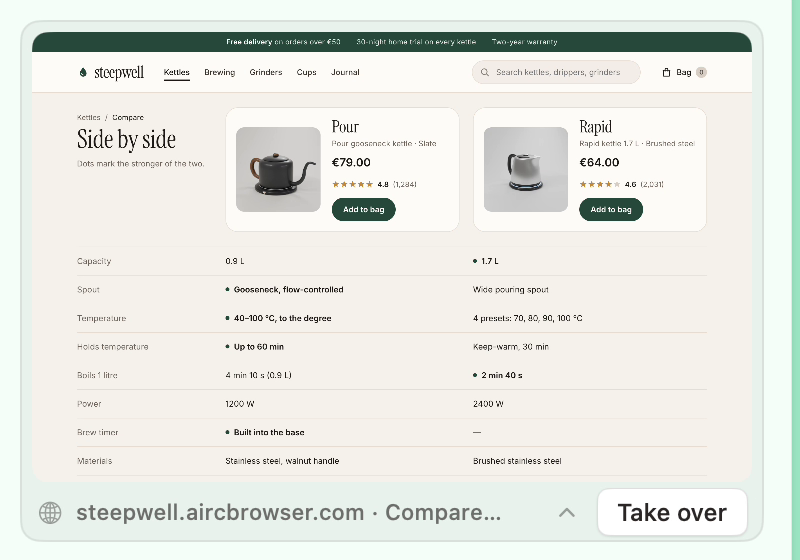 Free delivery on orders over €50 30-night home trial on every kettle Two-year warranty
steepwell Kettles Brewing Grinders Cups Journal Search kettles, drippers, grinders Bag 0
Kettles / Compare
Side by side
Dots mark the stronger of the two.
Pour
Pour gooseneck kettle · Slate
€79.00
★★★★★ 4.8 (1,284)
Add to bag
Rapid
Rapid kettle 1.7 L · Brushed steel
€64.00
★★★★★ 4.6 (2,031)
Add to bag
Capacity 0.9 L • 1.7 L
Spout • Gooseneck, flow-controlled Wide pouring spout
Temperature • 40–100 °C, to the degree 4 presets: 70, 80, 90, 100 °C
Holds temperature • Up to 60 min Keep-warm, 30 min
Boils 1 litre 4 min 10 s (0.9 L) • 2 min 40 s
Power 1200 W 2400 W
Brew timer • Built into the base —
Materials Stainless steel, walnut handle Brushed stainless steel
steepwell.aircbrowser.com · Compare... Take over